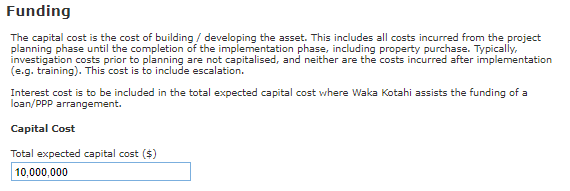 Funding
The capital cost is the cost of building / developing the asset. This includes all costs incurred from the project
planning phase until the completion of the implementation phase, including property purchase. Typically,
investigation costs prior to planning are not capitalised, and neither are the costs incurred after implementation
(e.g. training). This cost is to include escalation.
Interest cost is to be included in the total expected capital cost where Waka Kotahi assists the funding of a
loan/PPP arrangement.
Capital Cost
Total expected capital cost ($)
10,000,000